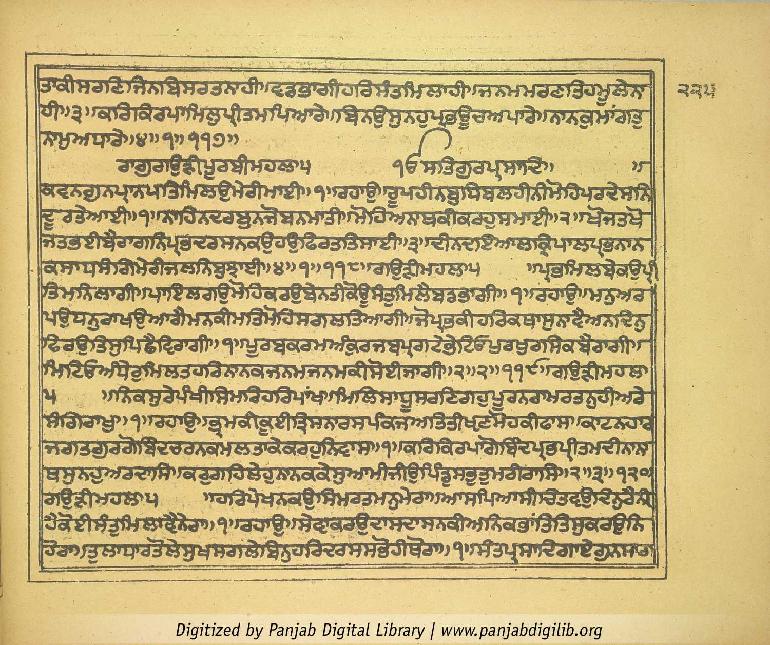 ਤਾਕੀਸਰਣਿਜਿਨਬਿਸਰਤਨਾਹੀ॥ਵਡਭਾਗੀਹਰਿਸੰਤਮਿਲਾਹੀ॥ਜਨਮਮਰਣਤਿਹਮੂਲੇਨਾ
ਹੀ॥੩॥ਕਰਿਕਿਰਪਾਮਿਲੁਪ੍ਰੀਤਮਪਿਆਰੇ॥ਬਿਨਉਸੁਨਹੁਪ੍ਰਭਊਚਅਪਾਰੇ॥ਨਾਨਕੁਮਾਂਗਤੁ
ਨਾਮੁਅਧਾਰੇ॥੪॥੧॥੧੧੭॥
ਰਾਗੁਗਉੜੀਪੂਰਬੀਮਹਲਾ੫ ੴਸਤਿਗੁਰਪ੍ਰਸਾਦਿ॥ ॥
ਕਵਨਗੁਨਪ੍ਰਾਨਪਤਿਮਿਲਉਮੇਰੀਮਾਈ॥੧॥ਰਹਾਉ॥ਰੂਪਹੀਨਬੁਧਿਬਲਹੀਨੀਮੋਹਿਪਰਦੇਸਨਿ
ਦੂਰਤੇਆਈ॥੧॥ਨਾਹਿਨਦਰਬੁਨਜੋਬਨਮਾਤੀ॥ਮੋਹਿਅਨਾਥਕੀਕਰਹੁਸਮਾਈ॥੨॥ਖੋਜਤਖੋ
ਜਤਭਈਬੈਰਾਗਨਿ॥ਪ੍ਰਭਦਰਸਨਕਉਹਉਫਿਰਤਤਿਸਾਈ॥੩॥ਦੀਨਦਇਆਲਕ੍ਰਿਪਾਲਪ੍ਰਭਨਾਨ
ਕਸਾਧਸੰਗਿਮੇਰੀਜਲਨਿਬੁਝਾਈ॥੪॥੧॥੧੧੮॥ਗਉੜੀਮਹਲਾ੫ ॥ਪ੍ਰਭਮਿਲਬੇਕਉਪ੍ਰੀ
ਤਿਮਨਿਲਾਗੀ॥ਪਾਇਲਗਉਮੋਹਿਕਰਉਬੇਨਤੀਕੋਊਸੰਤੁਮਿਲੈਬਡਭਾਗੀ॥੧॥ਰਹਾਉ॥ਮਨੁਅਰ
ਪਉਧਨੁਰਾਖਉਆਗੈਮਨਕੀਮਤਿਮੋਹਿਸਗਲਤਿਆਗੀ॥ਜੋਪ੍ਰਭਕੀਹਰਿਕਥਾਸੁਨਾਵੈਅਨਦਿਨੁ
ਫਿਰਉਤਿਸੁਪਿਛੈਵਿਰਾਗੀ॥੧॥ਪੂਰਬਕਰਮਅੰਕੁਰਜਬਪ੍ਰਗਟੇਭੇਟਿਓਪੁਰਖੁਰਸਿਕਬੈਰਾਗੀ॥
ਮਿਟਿਓਅੰਧੇਰੁਮਿਲਤਹਰਿਨਾਨਕਜਨਮਜਨਮਕੀਸੋਈਜਾਗੀ॥੨॥੨॥੧੧੯॥ਗਉੜੀਮਹਲਾ
੫ ॥ਨਿਕਸੁਰੇਪੰਖੀਸਿਮਰਿਹਰਿਪਾਂਖ॥ਮਿਲਿਸਾਧੂਸਰਣਿਗਹੁਪੂਰਨਰਾਮਰਤਨੁਹੀਅਰੇ
ਸੰਗਿਰਾਖੁ॥੧॥ਰਹਾਉ॥ਭ੍ਰਮਕੀਕੂਈਤ੍ਰਿਸਨਾਰਸਪੰਕਜਅਤਿਤੀਖ੍ਯਣਮੋਹਕੀਫਾਸ॥ਕਾਟਨਹਾਰ
ਜਗਤਗੁਰਗੋਬਿੰਦਚਰਨਕਮਲਤਾਕੇਕਰਹੁਨਿਵਾਸ॥੧॥ਕਰਿਕਿਰਪਾਗੋਬਿੰਦਪ੍ਰਭਪ੍ਰੀਤਮਦੀਨਾਨਾ
ਥਸੁਨਹੁਅਰਦਾਸਿ॥ਕਰੁਗਹਿਲੇਹੁਨਾਨਕਕੇਸੁਆਮੀਜੀਉਪਿੰਡੁਸਭੁਤੁਮਰੀਰਾਸਿ॥੨॥੩॥੧੨੦॥
ਗਉੜੀਮਹਲਾ੫ ॥ਹਰਿਪੇਖਨਕਉਸਿਮਰਤਮਨੁਮੇਰਾ॥ਆਸਪਿਆਸੀਚਿਤਵਉਦਿਨੁਰੈਨੀ
ਹੈਕੋਈਸੰਤੁਮਿਲਾਵੈਨੇਰਾ॥੧॥ਰਹਾਉ॥ਸੇਵਾਕਰਉਦਾਸਦਾਸਨਕੀਅਨਿਕਭਾਂਤਿਤਿਸੁਕਰਉਨਿ
ਹੋਰਾ॥ਤੁਲਾਧਾਰਤੋਲੇਸੁਖਸਗਲੇਬਿਨੁਹਰਿਦਰਸਸਭੋਹੀਥੋਰਾ॥੧॥ਸੰਤਪ੍ਰਸਾਦਿਗਾਏਗੁਨਸਾਗ
੨੨੫
Digitized by Panjab Digital Library | www.panjabdigilib.org